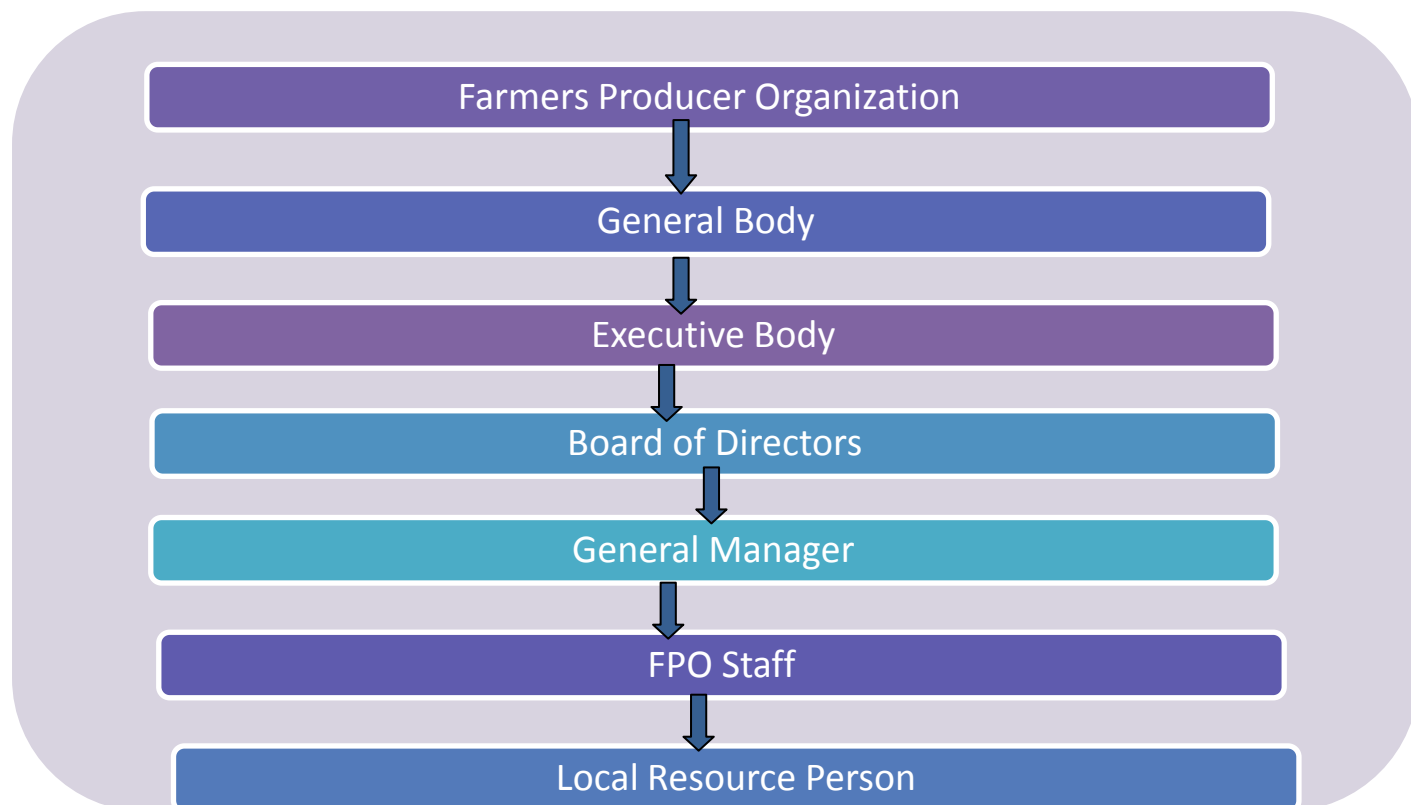 Farmers Producer Organization
General Body
Executive Body
Board of Directors
General Manager
FPO Staff
Local Resource Person